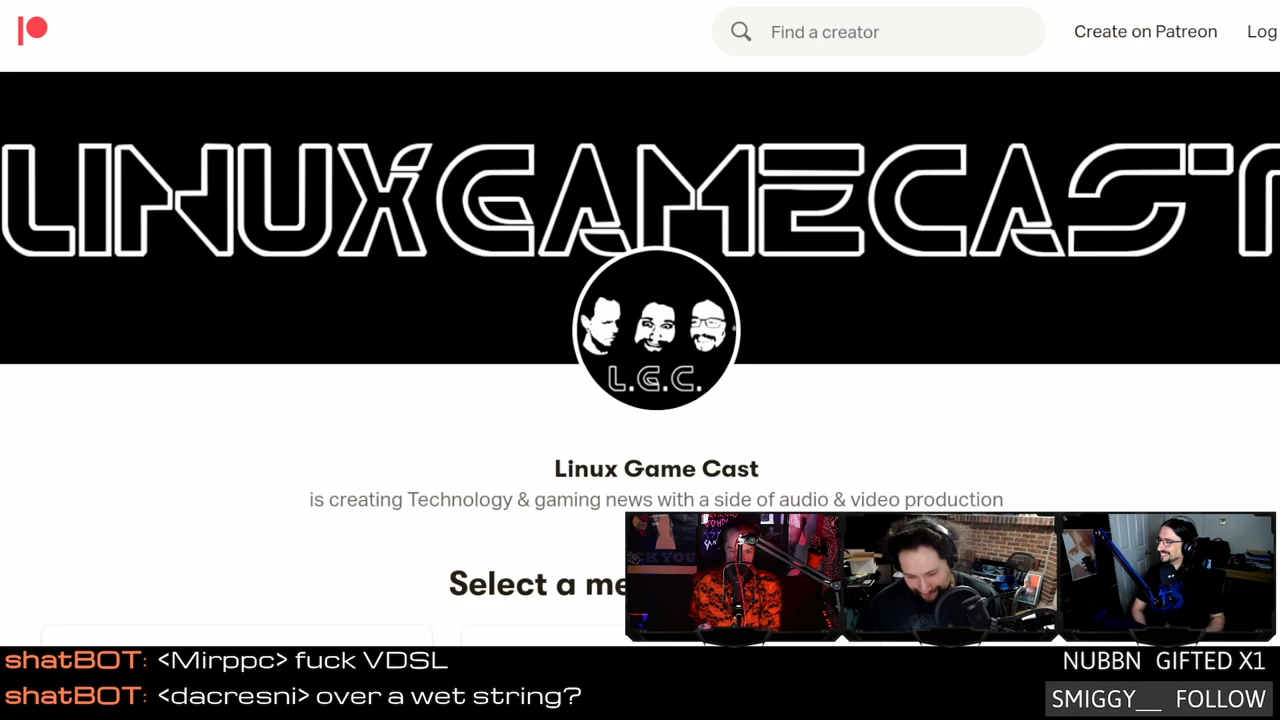 Find a creator
Create on Patreon
Log
LINUXGAMECAST
L.G.C.
Linux Game Cast
is creating Technology & gaming news with a side of audio & video production
Select a me
shatBOT: <Mirppc> fuck VDSL
shatBOT: <dacresni> over a wet string?
NUBBN GIFTED X1
SMIGGY__ FOLLOW